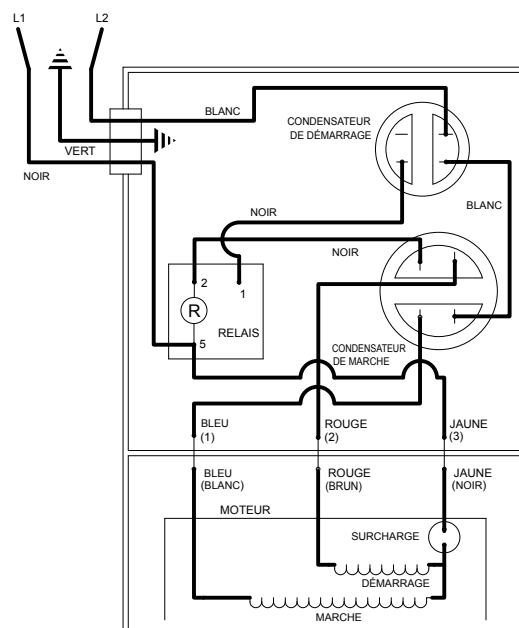 L1
L2
BLANC
CONDENSATEUR
DE DÉMARRAGE
VERT
NOIR
BLANC
NOIR
NOIR
2
1
R
RELAIS
5
CONDENSATEUR
DE MARCHE
BLEU
(1)
ROUGE
(2)
JAUNE
(3)
BLEU
(BLANC)
ROUGE
(BRUN)
JAUNE
(NOIR)
MOTEUR
SURCHARGE
DÉMARRAGE
MARCHE